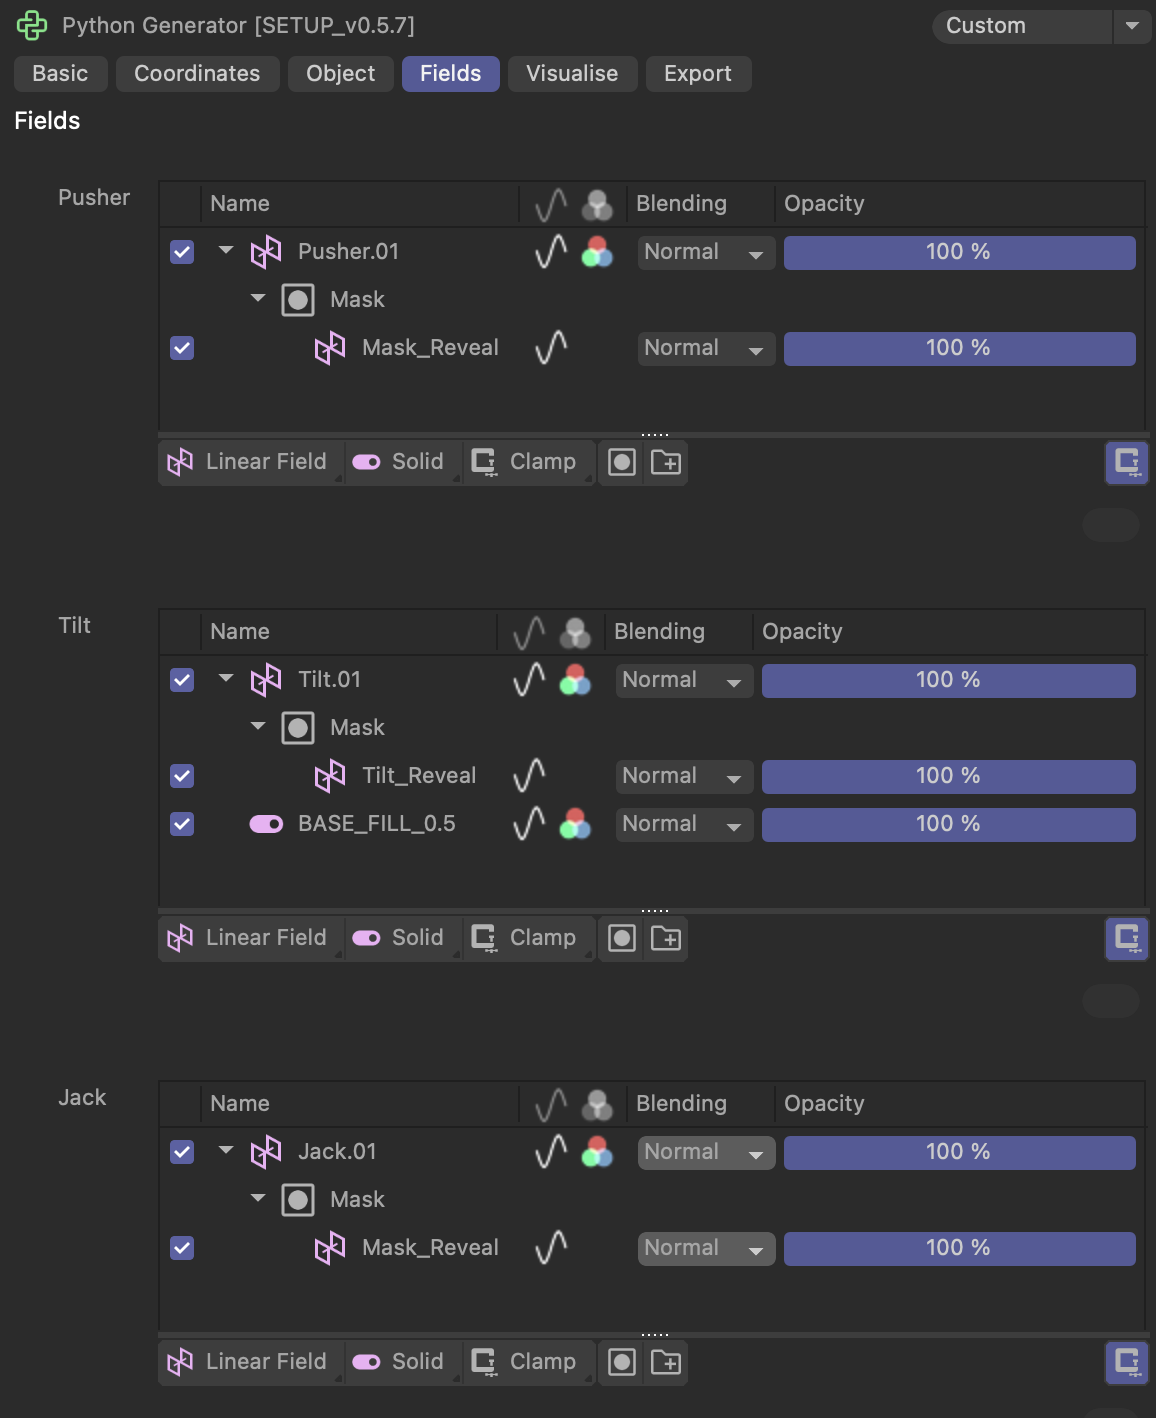 Python Generator [SETUP_v0.5.7]
Custom
Basic Coordinates Object Fields Visualise Export
Fields
Pusher
Name Blending Opacity
Pusher.01 Normal 100 %
Mask
Mask_Reveal Normal 100 %
Linear Field Solid Clamp
Tilt
Name Blending Opacity
Tilt.01 Normal 100 %
Mask
Tilt_Reveal Normal 100 %
BASE_FILL_0.5 Normal 100 %
Linear Field Solid Clamp
Jack
Name Blending Opacity
Jack.01 Normal 100 %
Mask
Mask_Reveal Normal 100 %
Linear Field Solid Clamp